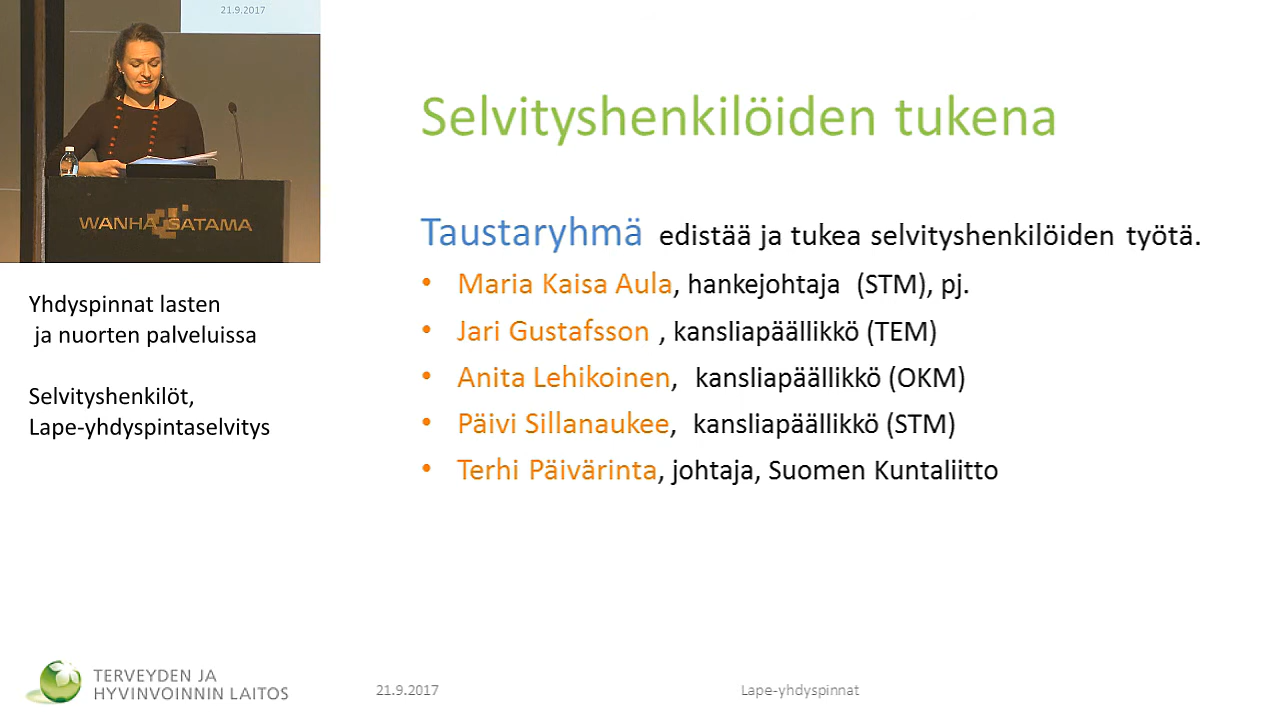 21.9.2017
WANHA SATAMA
Yhdyspinnat lasten
ja nuorten palveluissa
Selvityshenkilöt,
Lape-yhdyspintaselvitys
Selvityshenkilöiden tukena
Taustaryhmä edistää ja tukea selvityshenkilöiden työtä.
• Maria Kaisa Aula, hankejohtaja (STM), pj.
• Jari Gustafsson , kansliapäällikkö (TEM)
• Anita Lehikoinen, kansliapäällikkö (OKM)
• Päivi Sillanaukee, kansliapäällikkö (STM)
• Terhi Päivärinta, johtaja, Suomen Kuntaliitto
TERVEYDEN JA
HYVINVOINNIN LAITOS
21.9.2017
Lape-yhdyspinnat